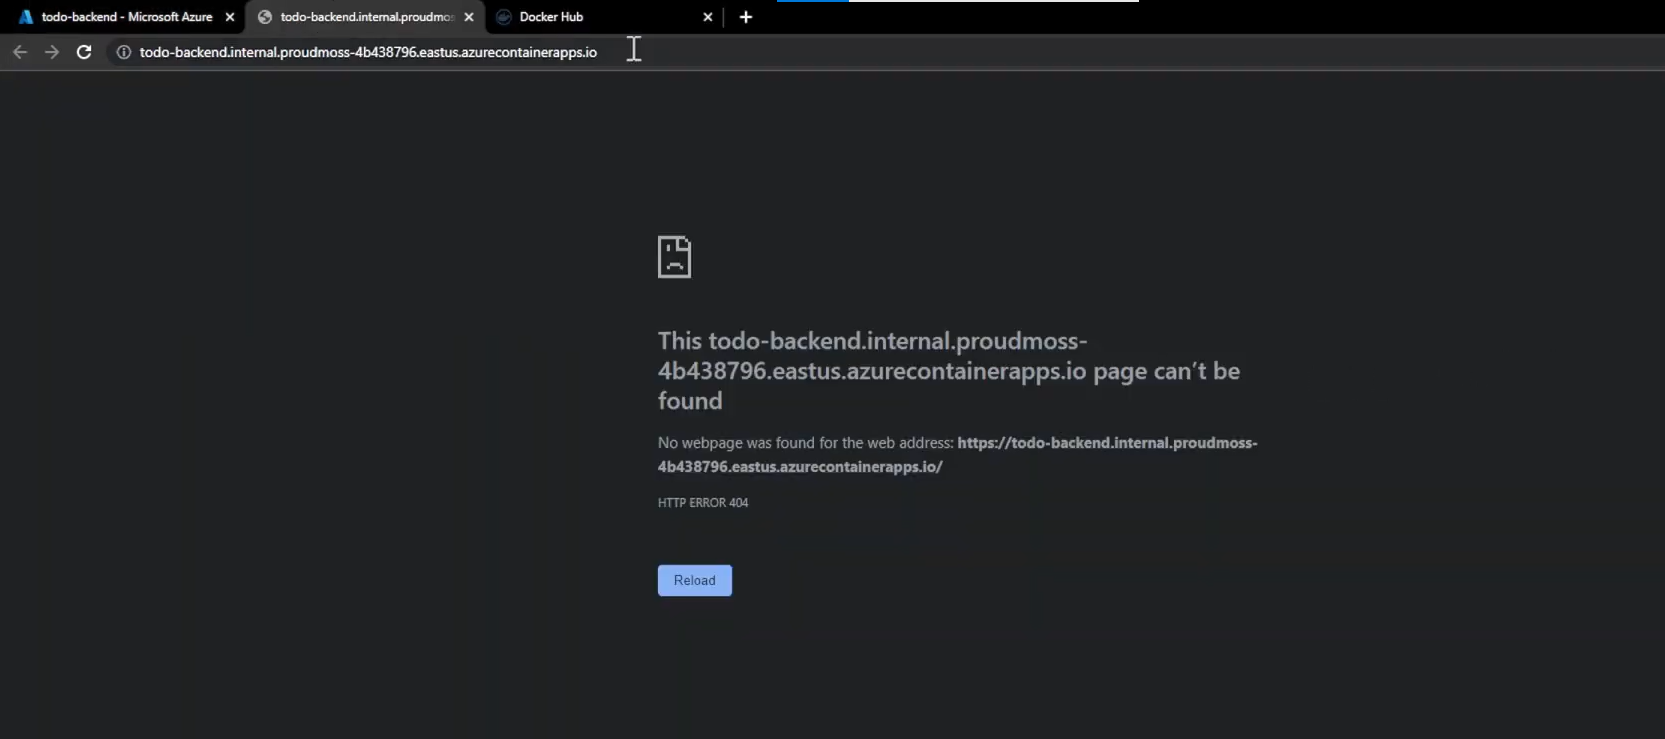 todo-backend - Microsoft Azure
todo-backend.internal.proudmos
Docker Hub
todo-backend.internal.proudmoss-4b438796.eastus.azurecontainerapps.io
This todo-backend.internal.proudmoss-
4b438796.eastus.azurecontainerapps.io page can't be
found
No webpage was found for the web address: https://todo-backend.internal.proudmoss-
4b438796.eastus.azurecontainerapps.io/
HTTP ERROR 404
Reload